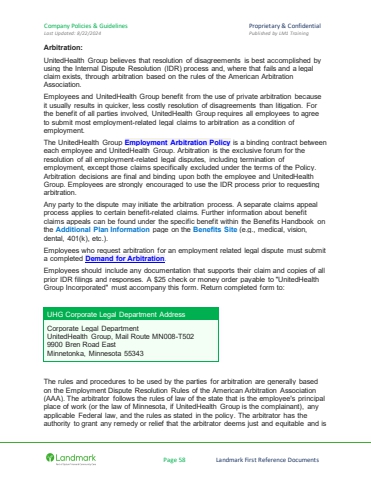 Company Policies & Guidelines
Proprietary & Confidential
Last Updated 8/22/2024
Published by LMS Training
Arbitration:
UnitedHealth Group believes that resolution of disagreements is best accomplished by
using the Internal Dispute Resolution (IDR) process and, where that fails and a legal
claim exists, through arbitration based on the rules of the American Arbitration
Association.
Employees and UnitedHealth Group benefit from the use of private arbitration because
it usually results in quicker, less costly resolution of disagreements than litigation. For
the benefit of all parties involved, UnitedHealth Group requires all employees to agree
to submit most employment-related legal claims to arbitration as a condition of
employment.
The UnitedHealth Group Employment Arbitration Policy is a binding contract between
each employee and UnitedHealth Group. Arbitration is the exclusive forum for the
resolution of all employment-related legal disputes, including termination of
employment, except those claims specifically excluded under the terms of the Policy.
Arbitration decisions are final and binding upon both the employee and UnitedHealth
Group. Employees are strongly encouraged to use the IDR process prior to requesting
arbitration.
Any party to the dispute may initiate the arbitration process. A separate claims appeal
process applies to certain benefit-related claims. Further information about benefit
claims appeals can be found under the specific benefit within the Benefits Handbook on
the Additional Plan Information page on the Benefits Site (e.g., medical, vision,
dental, 401(k), etc.).
Employees who request arbitration for an employment related legal dispute must submit
a completed Demand for Arbitration.
Employees should include any documentation that supports their claim and copies of all
prior IDR filings and responses. A $25 check or money order payable to "UnitedHealth
Group Incorporated" must accompany this form. Return completed form to:
UHG Corporate Legal Department Address
Corporate Legal Department
UnitedHealth Group, Mail Route MN008-T502
9900 Bren Road East
Minnetonka, Minnesota 55343
The rules and procedures to be used by the parties for arbitration are generally based
on the Employment Dispute Resolution Rules of the American Arbitration Association
(AAA). The arbitrator follows the rules of law of the state that is the employee's principal
place of work (or the law of Minnesota, if UnitedHealth Group is the complainant), any
applicable Federal law, and the rules as stated in the policy. The arbitrator has the
authority to grant any remedy or relief that the arbitrator deems just and equitable and is
Landmark
Page 58
Landmark First Reference Documents